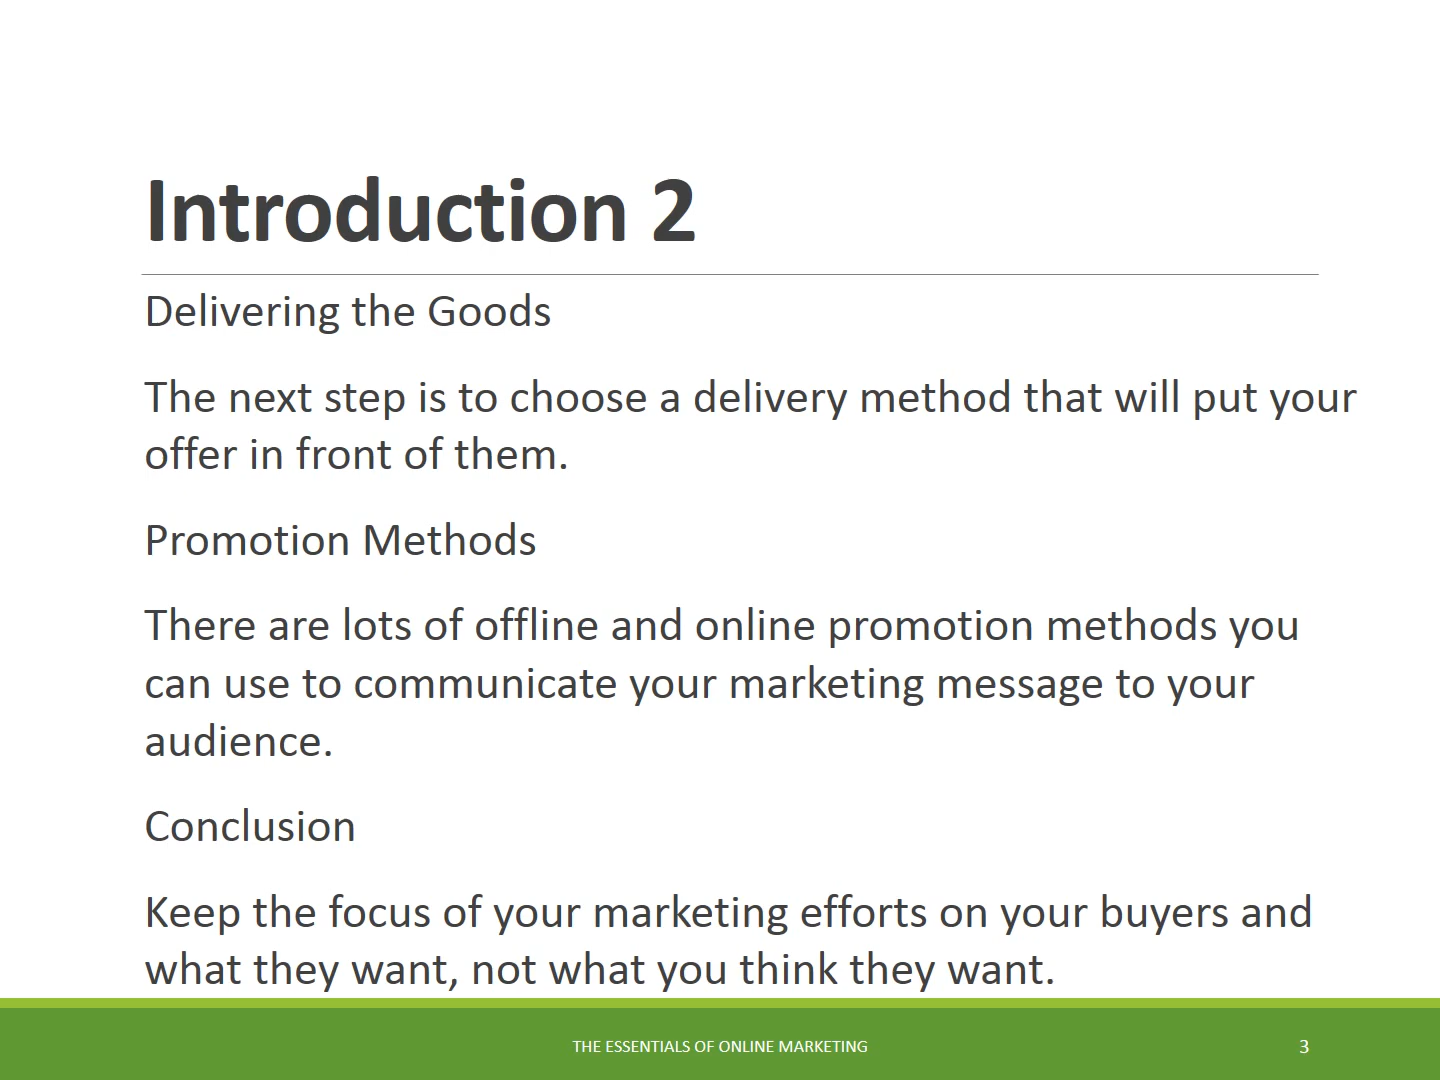 Introduction 2
Delivering the Goods
The next step is to choose a delivery method that will put your
offer in front of them.
Promotion Methods
There are lots of offline and online promotion methods you
can use to communicate your marketing message to your
audience.
Conclusion
Keep the focus of your marketing efforts on your buyers and
what they want, not what you think they want.
THE ESSENTIALS OF ONLINE MARKETING
3